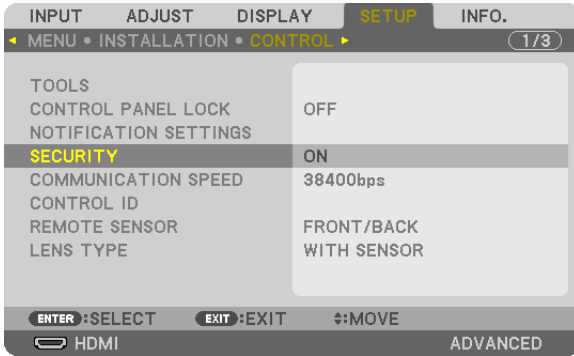 INPUT ADJUST DISPLAY SETUP INFO.
◄ MENU • INSTALLATION • CONTROL ► 1/3
TOOLS
CONTROL PANEL LOCK OFF
NOTIFICATION SETTINGS
SECURITY ON
COMMUNICATION SPEED 38400bps
CONTROL ID
REMOTE SENSOR FRONT/BACK
LENS TYPE WITH SENSOR
ENTER :SELECT EXIT :EXIT ♦:MOVE
HDMI ADVANCED